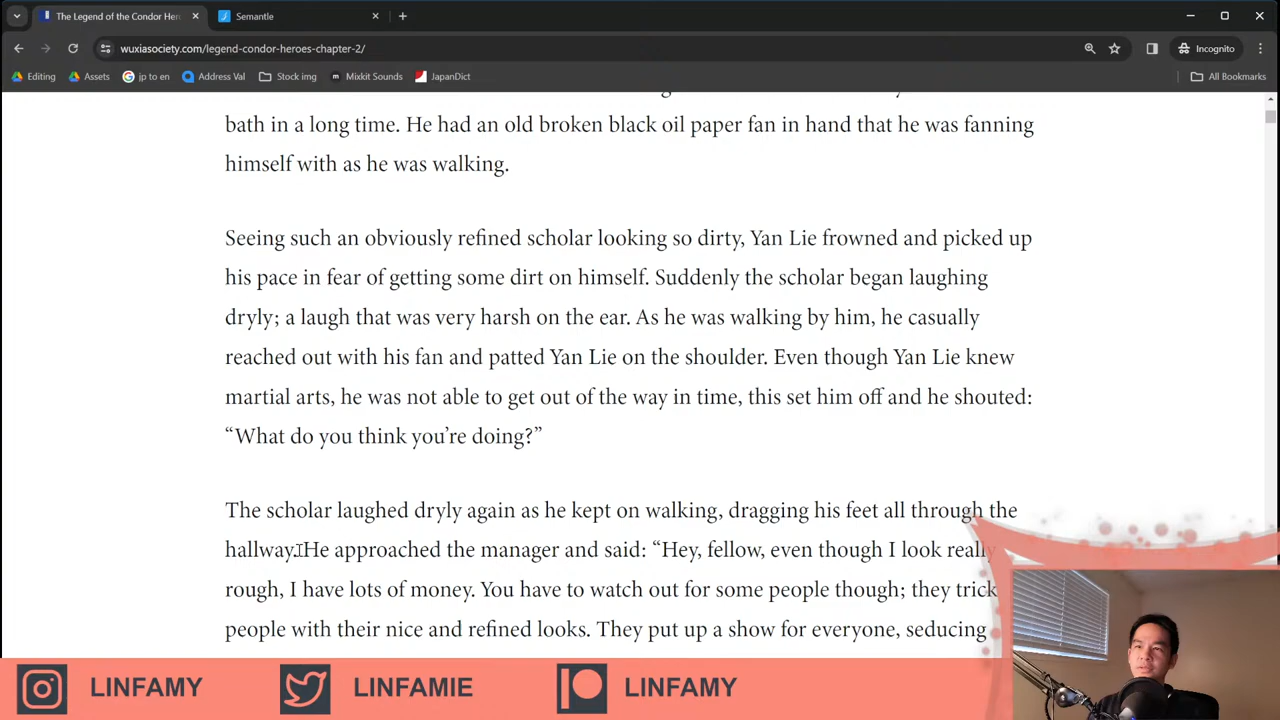 The Legend of the Condor Her
Semantle
wuxiasociety.com/legend-condor-heroes-chapter-2/
Incognito
Editing
Assets
jp to en
Address Val
Stock img
Mixkit Sounds
JapanDict
All Bookmarks
bath in a long time. He had an old broken black oil paper fan in hand that he was fanning
himself with as he was walking.
Seeing such an obviously refined scholar looking so dirty, Yan Lie frowned and picked up
his pace in fear of getting some dirt on himself. Suddenly the scholar began laughing
dryly; a laugh that was very harsh on the ear. As he was walking by him, he casually
reached out with his fan and patted Yan Lie on the shoulder. Even though Yan Lie knew
martial arts, he was not able to get out of the way in time, this set him off and he shouted:
“What do you think you’re doing?”
The scholar laughed dryly again as he kept on walking, dragging his feet all through the
hallway. He approached the manager and said: “Hey, fellow, even though I look really
rough, I have lots of money. You have to watch out for some people though; they trick
people with their nice and refined looks. They put up a show for everyone, seducing
LINFAMY
LINFAMIE
LINFAMY